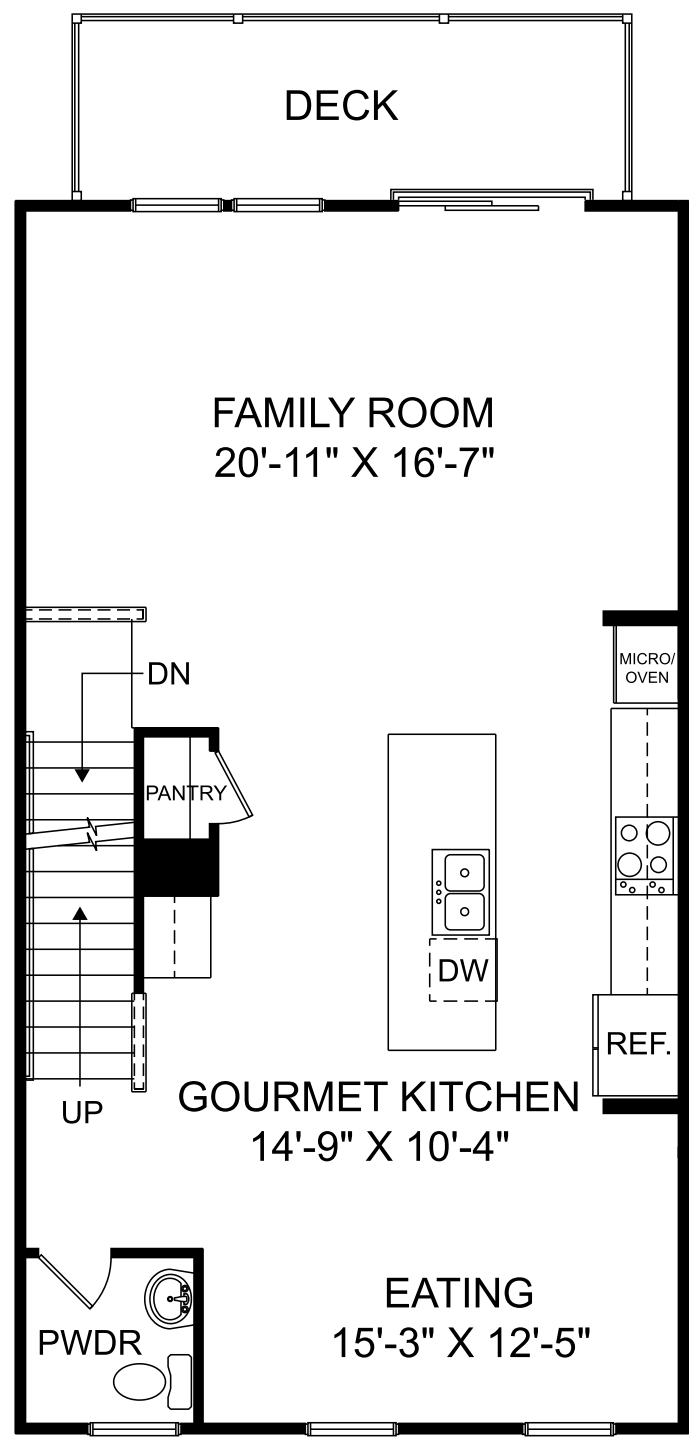 DECK
FAMILY ROOM
20'-11" X 16'-7"
MICRO/
OVEN
DN
PANTRY
DW
REF.
GOURMET KITCHEN
14'-9" X 10'-4"
UP
EATING
15'-3" X 12'-5"
PWDR